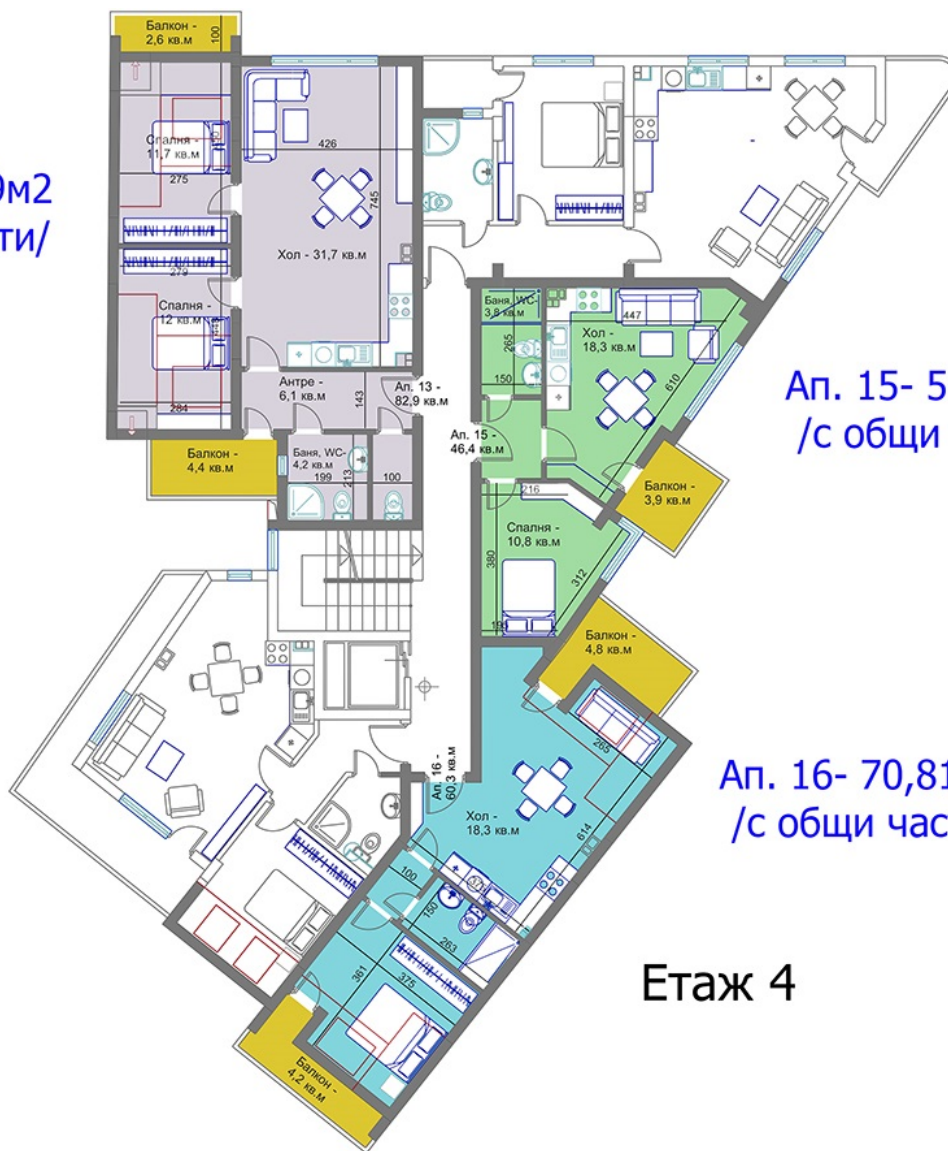 Балкон -
2,6 кв.м
100
Спалня -
11,7 кв.м
275
426
745
Хол - 31,7 кв.м
9м2
ти/
279
Спалня -
12 кв.м
284
Антре -
6,1 кв.м
143
Ап. 13 -
82,9 кв.м
Балкон -
4,4 кв.м
Баня, WC-
4,2 кв.м
199
213
100
Баня, WC-
3,8 кв.м
265
150
447
Хол -
18,3 кв.м
610
Ап. 15 -
46,4 кв.м
Ап. 15- 5
/с общи
Балкон -
3,9 кв.м
216
Спалня -
10,8 кв.м
380
312
Балкон -
4,8 кв.м
265
Ап. 16 -
60,3 кв.м
Хол -
18,3 кв.м
614
Ап. 16- 70,81
/с общи час
100
150
263
361
375
Етаж 4
Балкон -
4,2 кв.м